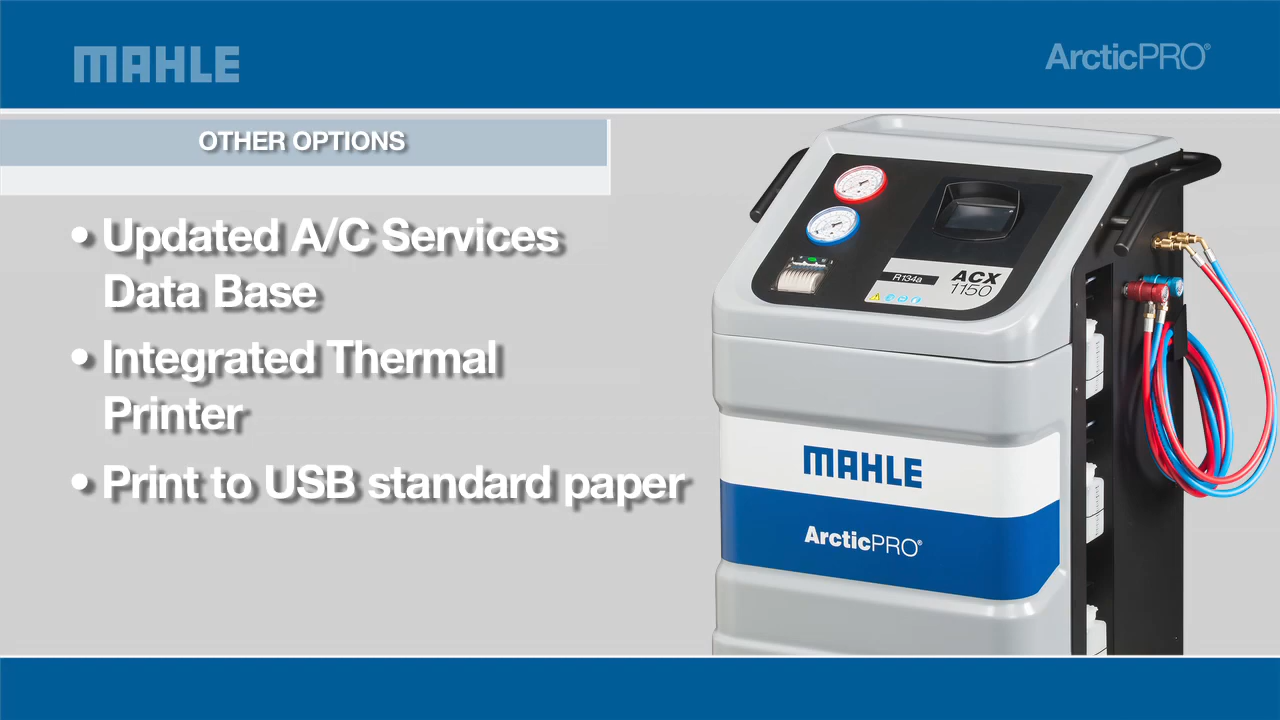 MAHLE
ArcticPRO®
OTHER OPTIONS
• Updated A/C Services
Data Base
• Integrated Thermal
Printer
• Print to USB standard paper
R134a
ACX
1150
MAHLE
ArcticPRO®